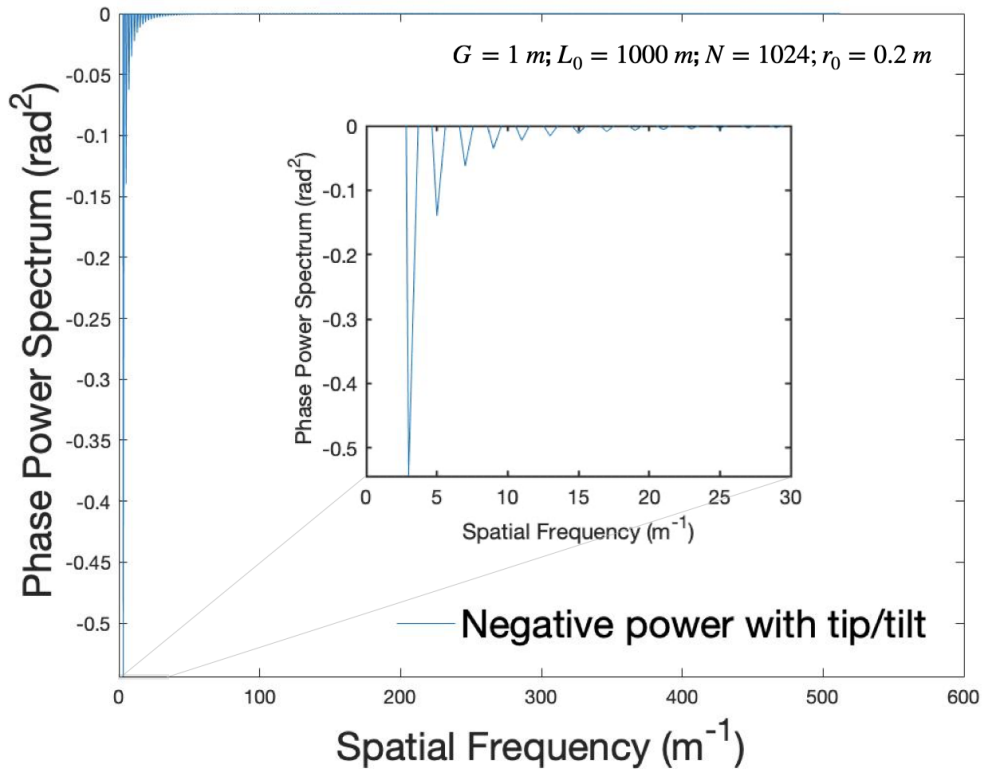 G = 1 m; L₀ = 1000 m; N = 1024; r₀ = 0.2 m
Phase Power Spectrum (rad²)
0
-0.05
-0.1
-0.15
-0.2
-0.25
-0.3
-0.35
-0.4
-0.45
-0.5
Phase Power Spectrum (rad²)
0
-0.1
-0.2
-0.3
-0.4
-0.5
0 5 10 15 20 25 30
Spatial Frequency (m⁻¹)
Negative power with tip/tilt
0 100 200 300 400 500 600
Spatial Frequency (m⁻¹)